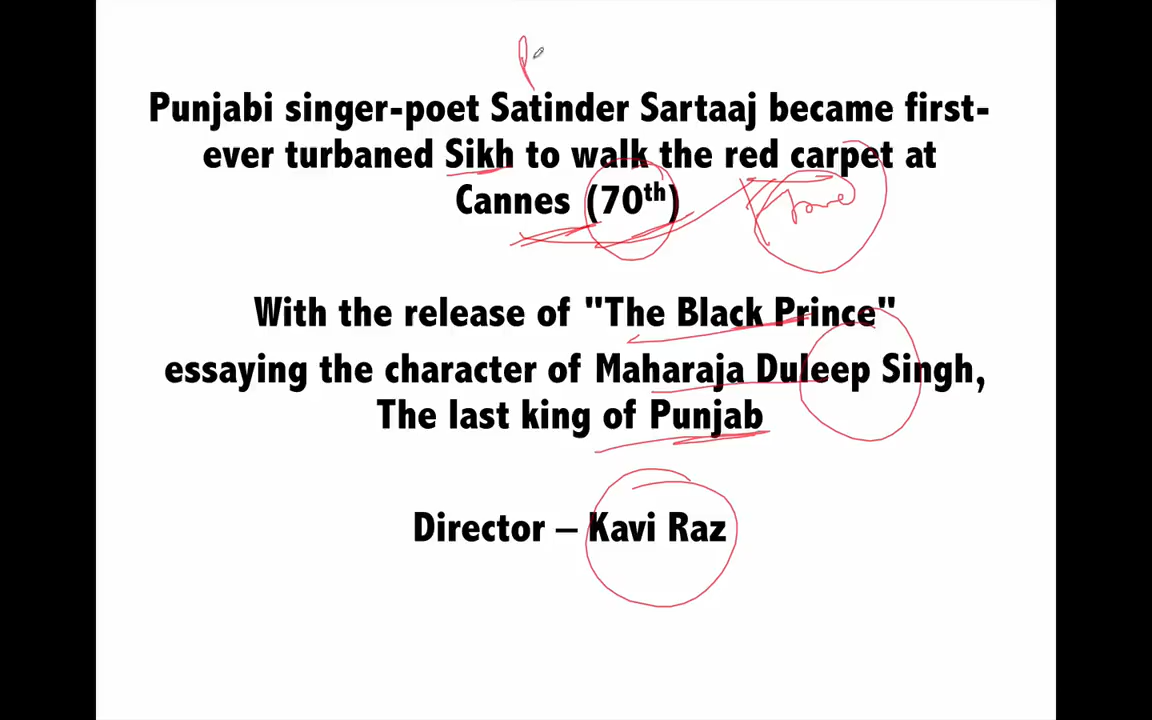 Punjabi singer-poet Satinder Sartaaj became first-
ever turbaned Sikh to walk the red carpet at
Cannes (70th)
With the release of "The Black Prince"
essaying the character of Maharaja Duleep Singh,
The last king of Punjab
Director – Kavi Raz